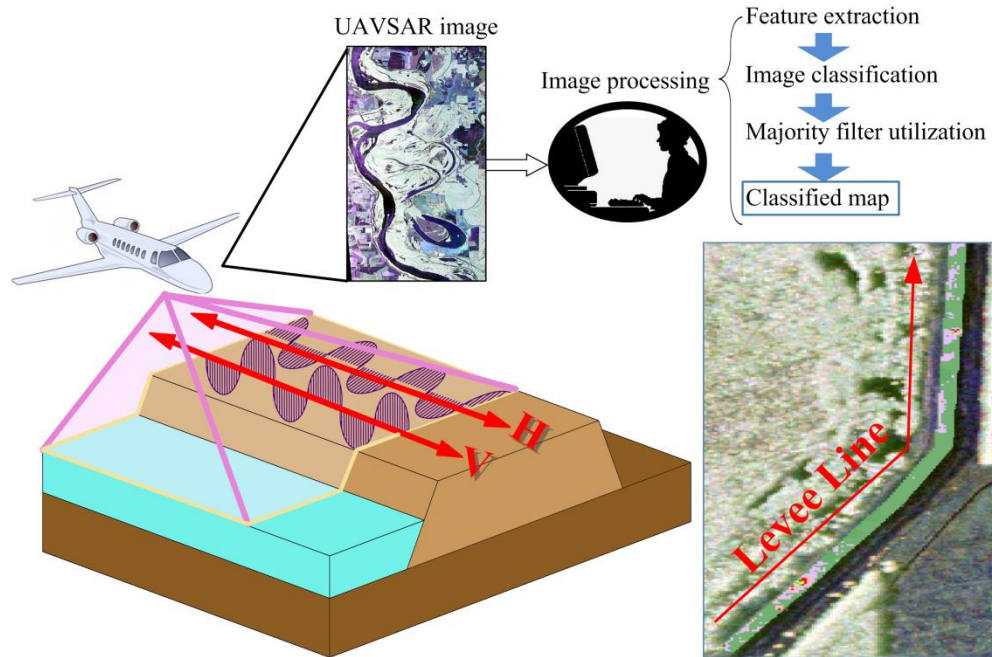 UAVSAR image
Image processing
Feature extraction
Image classification
Majority filter utilization
Classified map
H
V
Levee Line